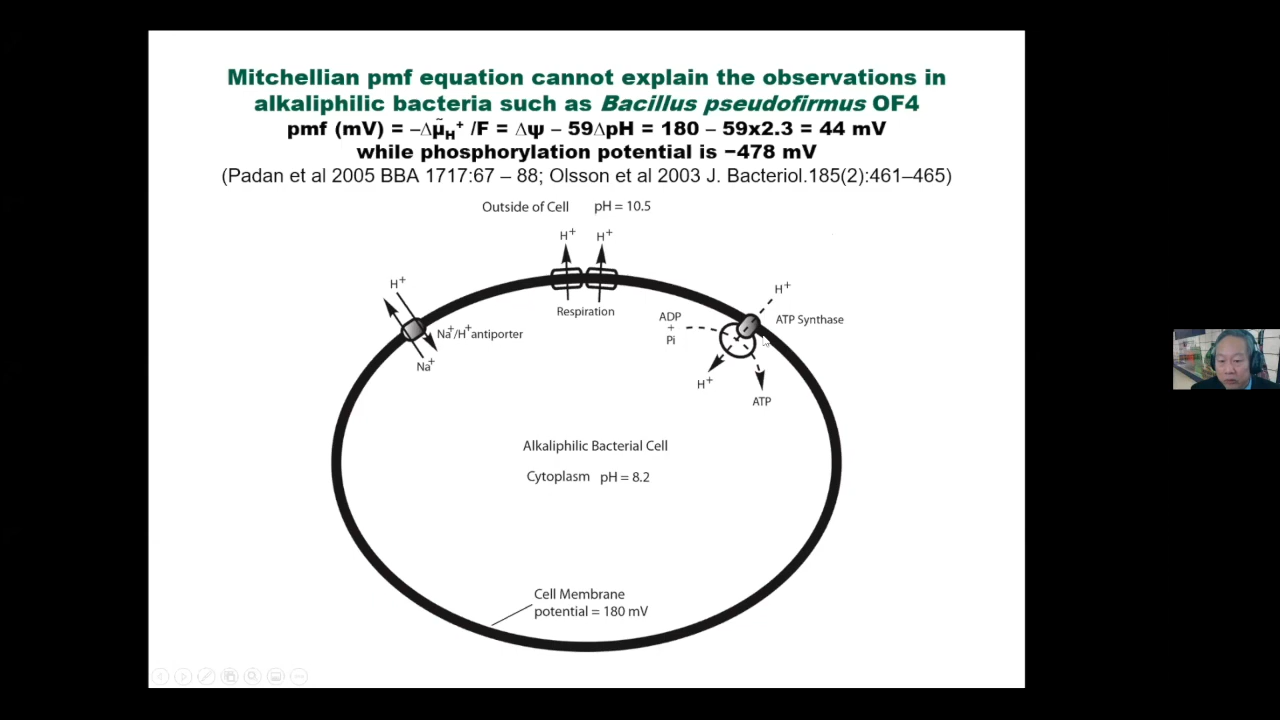 Mitchellian pmf equation cannot explain the observations in
alkaliphilic bacteria such as Bacillus pseudofirmus OF4
pmf (mV) = –Δμ̃H⁺ /F = Δψ – 59ΔpH = 180 – 59x2.3 = 44 mV
while phosphorylation potential is −478 mV
(Padan et al 2005 BBA 1717:67 – 88; Olsson et al 2003 J. Bacteriol.185(2):461–465)
Outside of Cell pH = 10.5
H⁺ H⁺
H⁺
H⁺
Respiration
ADP
+
Pi
ATP Synthase
Na⁺/H⁺antiporter
Na⁺
H⁺
ATP
Alkaliphilic Bacterial Cell
Cytoplasm pH = 8.2
Cell Membrane
potential = 180 mV